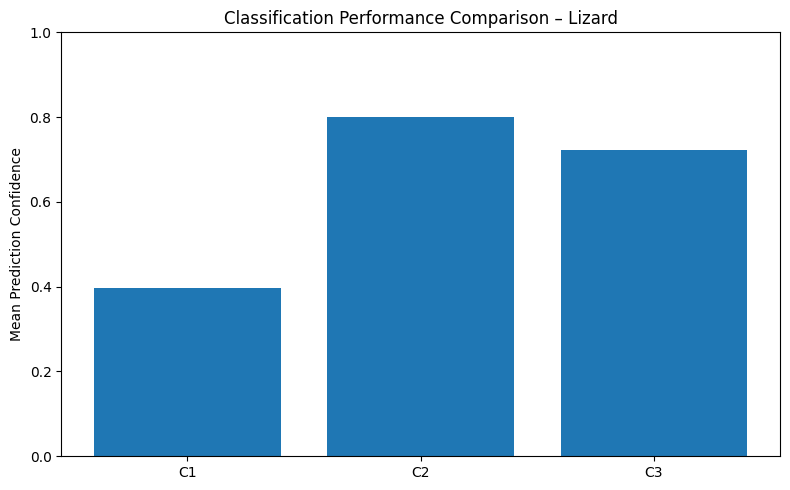 Classification Performance Comparison – Lizard
Mean Prediction Confidence
1.0
0.8
0.6
0.4
0.2
0.0
C1 C2 C3